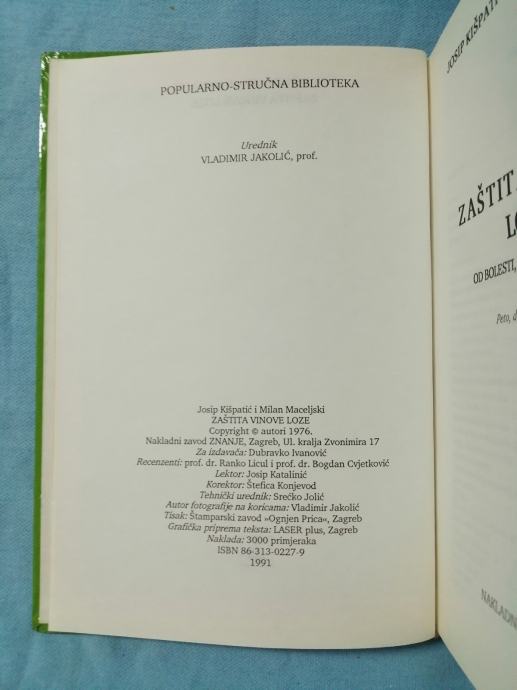 POPULARNO-STRUČNA BIBLIOTEKA
Urednik
VLADIMIR JAKOLIĆ, prof.
Josip Kišpatić i Milan Maceljski
ZAŠTITA VINOVE LOZE
Copyright © autori 1976.
Nakladni zavod ZNANJE, Zagreb, Ul. kralja Zvonimira 17
Za izdavača: Dubravko Ivanović
Recenzenti: prof. dr. Ranko Licul i prof. dr. Bogdan Cvjetković
Lektor: Josip Katalinić
Korektor: Štefica Konjevod
Tehnički urednik: Srećko Jolić
Autor fotografije na koricama: Vladimir Jakolić
Tisak: Štamparski zavod »Ognjen Prica«, Zagreb
Grafička priprema teksta: LASER plus, Zagreb
Naklada: 3000 primjeraka
ISBN 86-313-0227-9
1991
JOSIP KIŠPATI
ZAŠTIT
LO
OD BOLESTI,
Peto, d
NAKLADN